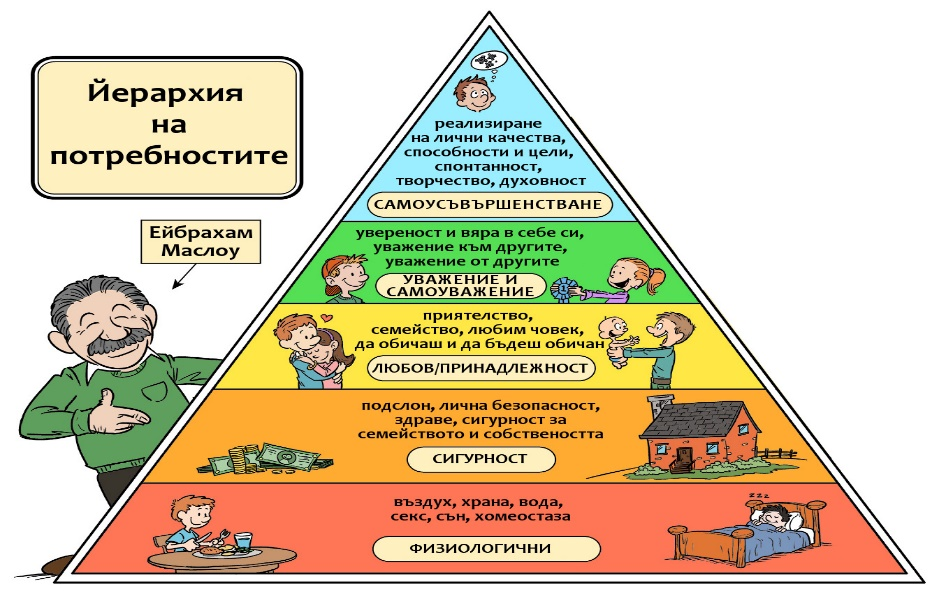 Йерархия
на
потребностите
Ейбрахам
Маслоу
реализиране
на лични качества,
способности и цели,
спонтанност,
творчество, духовност
САМОУСЪВЪРШЕНСТВАНЕ
увереност и вяра в себе си,
уважение към другите,
уважение от другите
УВАЖЕНИЕ И
САМОУВАЖЕНИЕ
1
приятелство,
семейство, любим човек,
да обичаш и да бъдеш обичан
ЛЮБОВ/ПРИНАДЛЕЖНОСТ
подслон, лична безопасност,
здраве, сигурност за
семейството и собствеността
СИГУРНОСТ
въздух, храна, вода,
секс, сън, хомеостаза
ФИЗИОЛОГИЧНИ
zzz